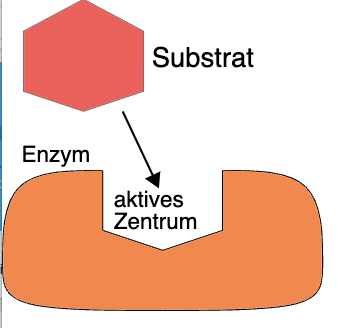 Substrat
Enzym
aktives
Zentrum